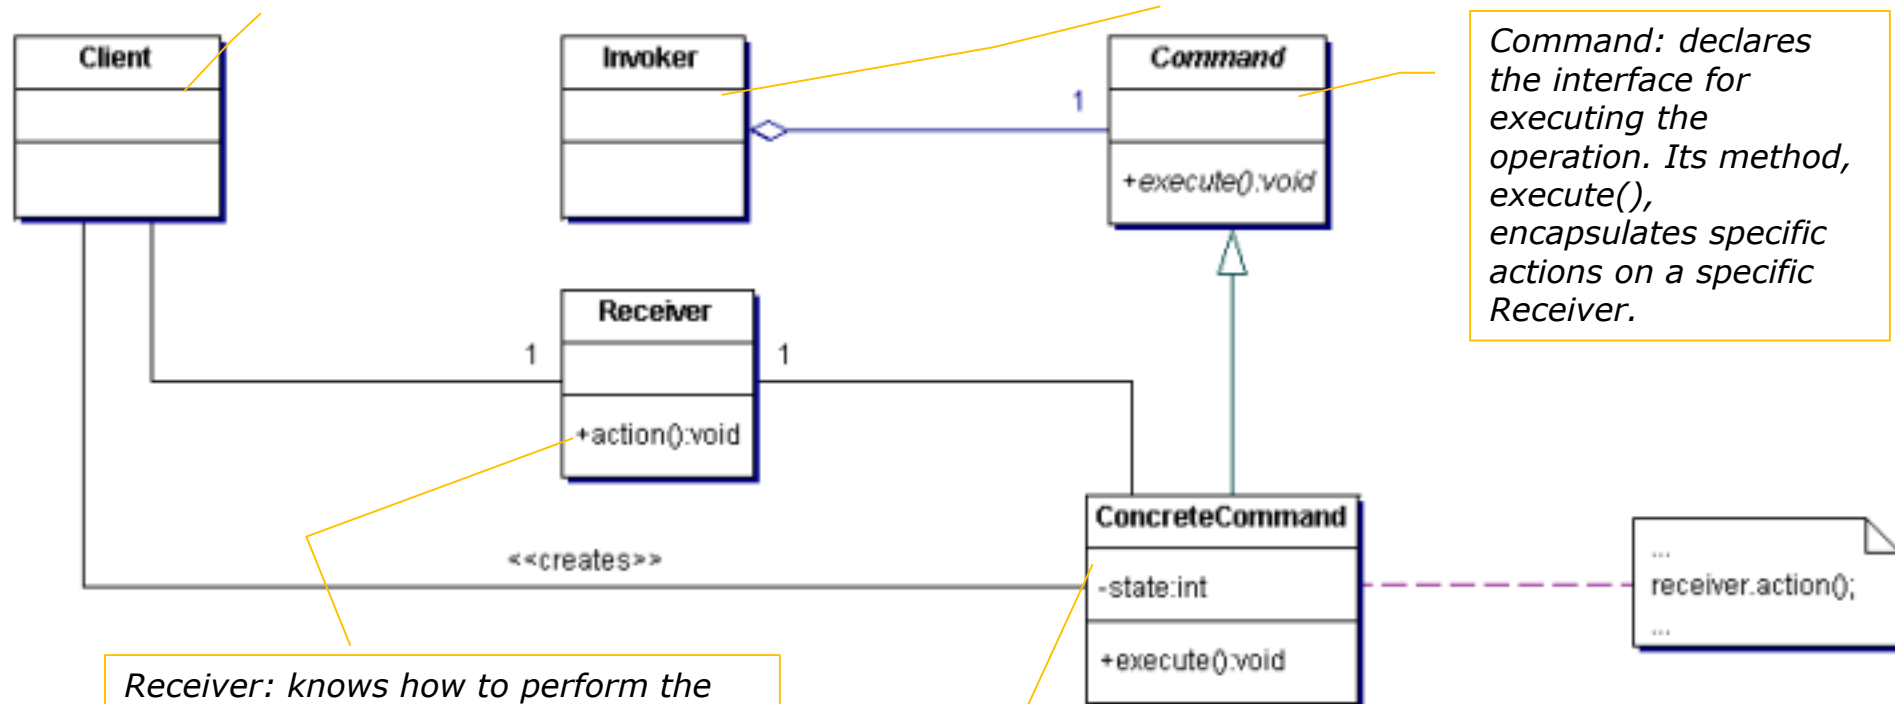 Client
Invoker
Command
1
+execute():void
Command: declares
the interface for
executing the
operation. Its method,
execute(),
encapsulates specific
actions on a specific
Receiver.
Receiver
1
1
+action():void
<<creates>>
ConcreteCommand
-state:int
+execute():void
...
receiver.action();
...
Receiver: knows how to perform the